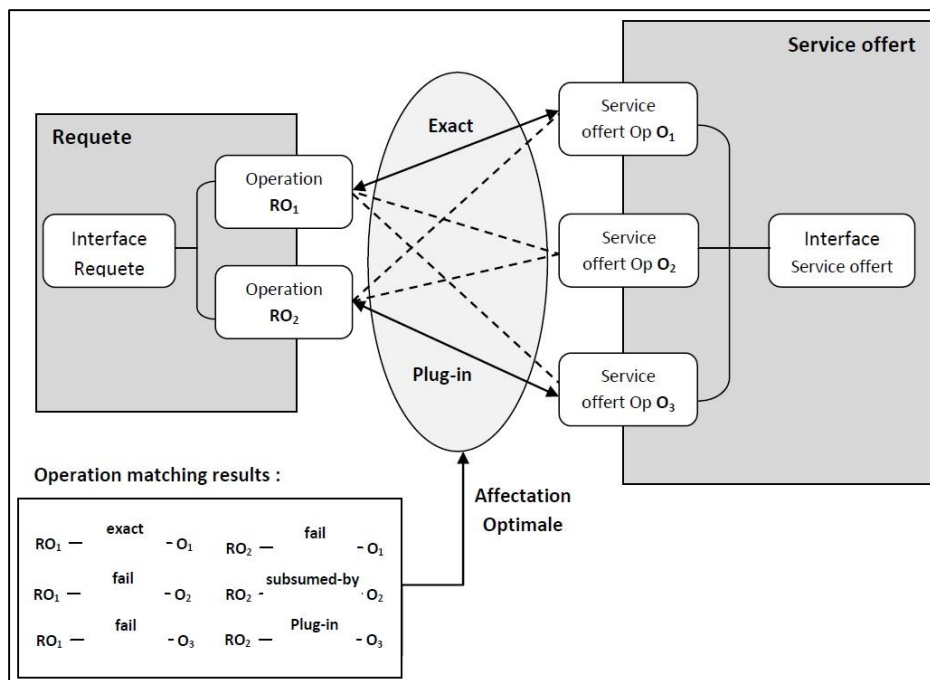 Service offert
Requete
Interface
Requete
Operation
RO₁
Operation
RO₂
Exact
Plug-in
Service
offert Op O₁
Service
offert Op O₂
Service
offert Op O₃
Interface
Service offert
Affectation
Optimale
Operation matching results :
RO₁ — exact - O₁
RO₂ — fail - O₁
RO₁ — fail - O₂
RO₂ - subsumed-by O₂
RO₁ — fail - O₃
RO₂ — Plug-in - O₃